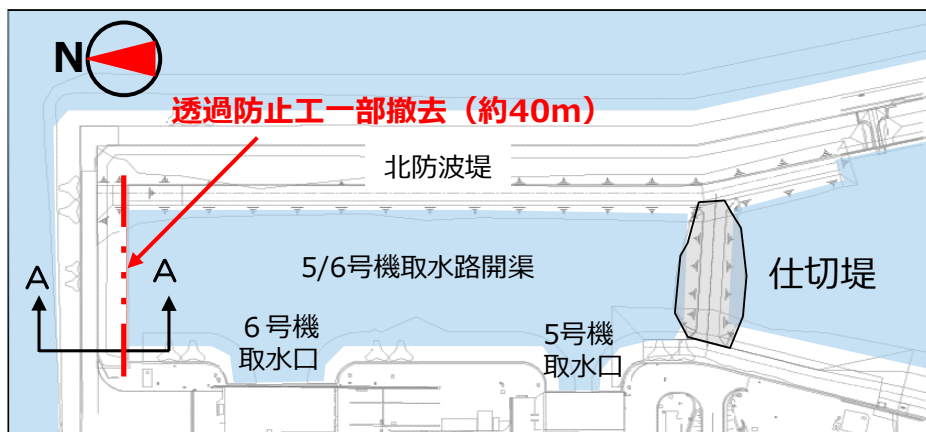 N
透過防止工一部撤去（約40m）
北防波堤
5/6号機取水路開渠
仕切堤
A
A
６号機
取水口
5号機
取水口